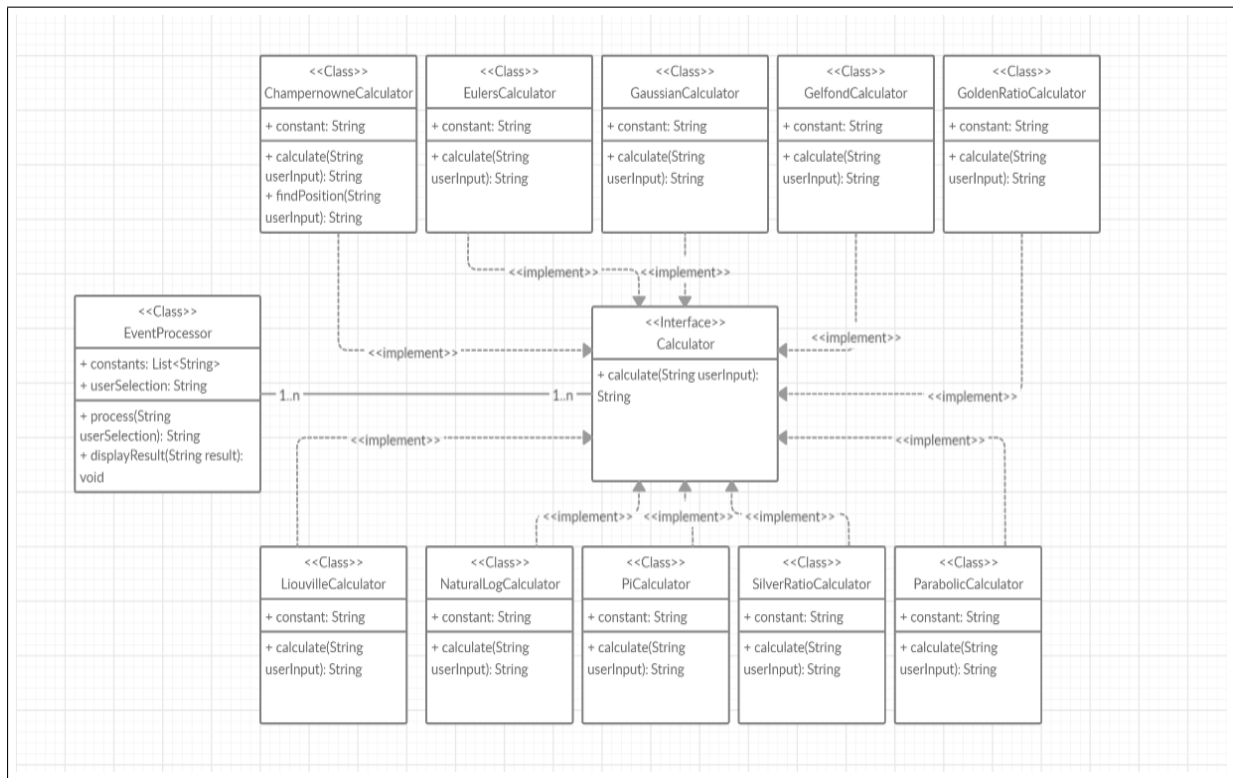 <<Class>>
ChampernowneCalculator
+ constant: String
+ calculate(String
userInput): String
+ findPosition(String
userInput): String
<<Class>>
EulersCalculator
+ constant: String
+ calculate(String
userInput): String
<<Class>>
GaussianCalculator
+ constant: String
+ calculate(String
userInput): String
<<Class>>
GelfondCalculator
+ constant: String
+ calculate(String
userInput): String
<<Class>>
GoldenRatioCalculator
+ constant: String
+ calculate(String
userInput): String
<<implement>>
<<implement>>
<<implement>>
<<implement>>
<<implement>>
<<Class>>
EventProcessor
+ constants: List<String>
+ userSelection: String
+ process(String
userSelection): String
+ displayResult(String result):
void
1..n
1..n
<<Interface>>
Calculator
+ calculate(String userInput):
String
<<implement>>
<<implement>>
<<implement>>
<<implement>>
<<implement>>
<<Class>>
LiouvilleCalculator
+ constant: String
+ calculate(String
userInput): String
<<Class>>
NaturalLogCalculator
+ constant: String
+ calculate(String
userInput): String
<<Class>>
PiCalculator
+ constant: String
+ calculate(String
userInput): String
<<Class>>
SilverRatioCalculator
+ constant: String
+ calculate(String
userInput): String
<<Class>>
ParabolicCalculator
+ constant: String
+ calculate(String
userInput): String